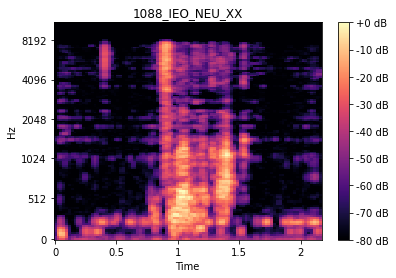 1088_IEO_NEU_XX
8192
4096
2048
1024
512
0
Hz
0
0.5
1
1.5
2
Time
+0 dB
-10 dB
-20 dB
-30 dB
-40 dB
-50 dB
-60 dB
-70 dB
-80 dB